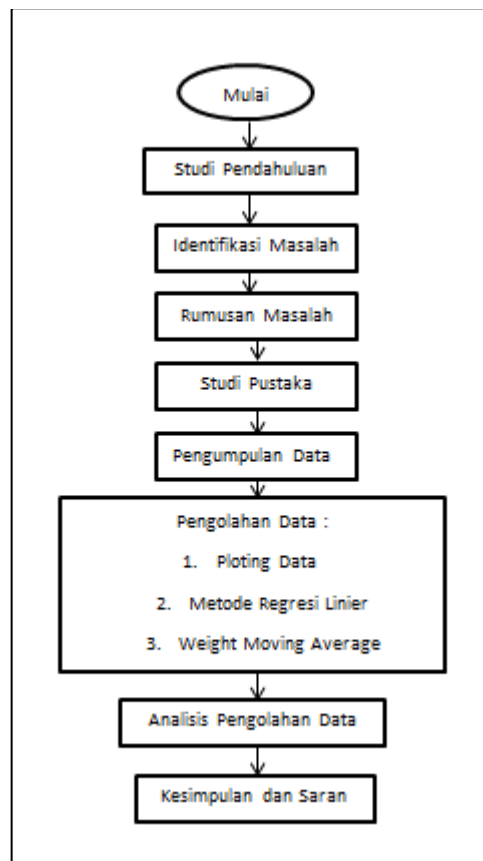 Mulai
Studi Pendahuluan
Identifikasi Masalah
Rumusan Masalah
Studi Pustaka
Pengumpulan Data
Pengolahan Data :
1. Ploting Data
2. Metode Regresi Linier
3. Weight Moving Average
Analisis Pengolahan Data
Kesimpulan dan Saran